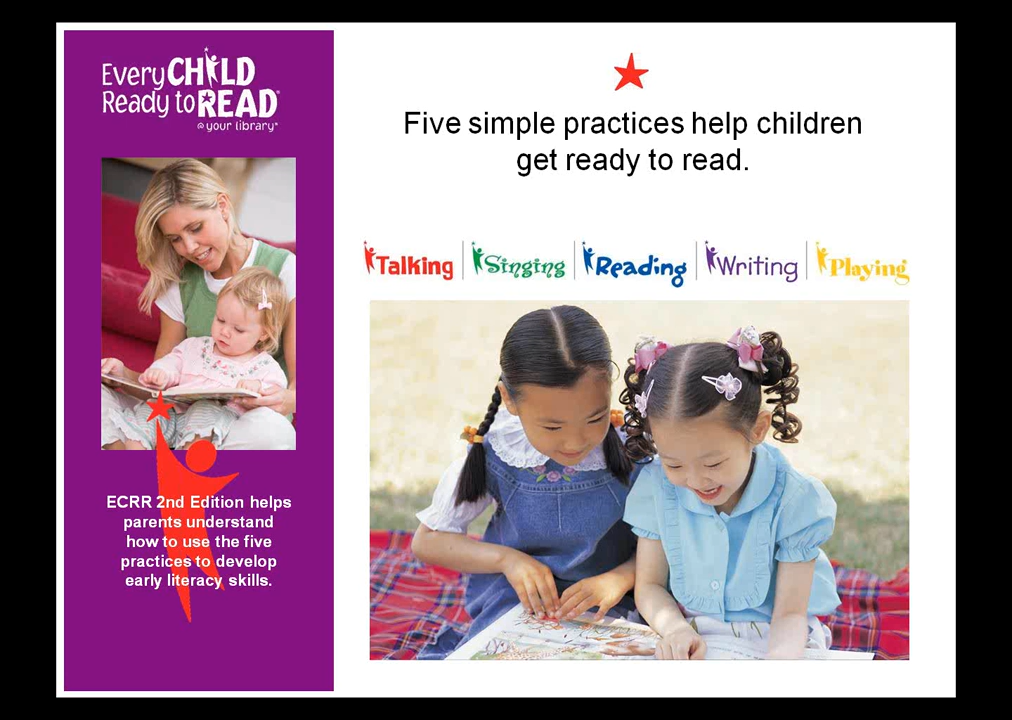 Every CHILD
Ready to READ®
@ your library®
ECRR 2nd Edition helps
parents understand
how to use the five
practices to develop
early literacy skills.
Five simple practices help children
get ready to read.
Talking Singing Reading Writing Playing